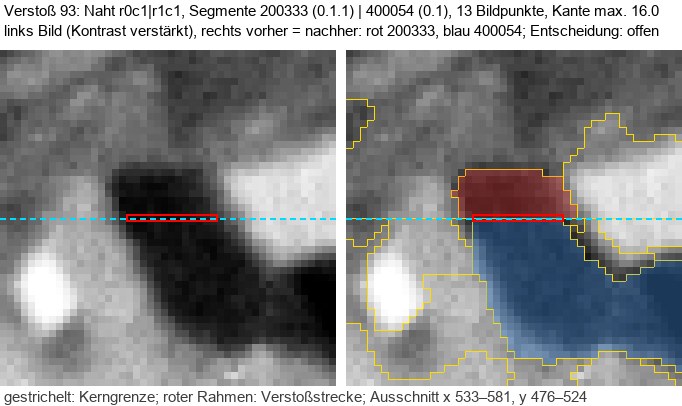 Verstoß 93: Naht r0c1|r1c1, Segmente 200333 (0.1.1) | 400054 (0.1), 13 Bildpunkte, Kante max. 16.0
links Bild (Kontrast verstärkt), rechts vorher = nachher: rot 200333, blau 400054; Entscheidung: offen
gestrichelt: Kerngrenze; roter Rahmen: Verstoßstrecke; Ausschnitt x 533–581, y 476–524